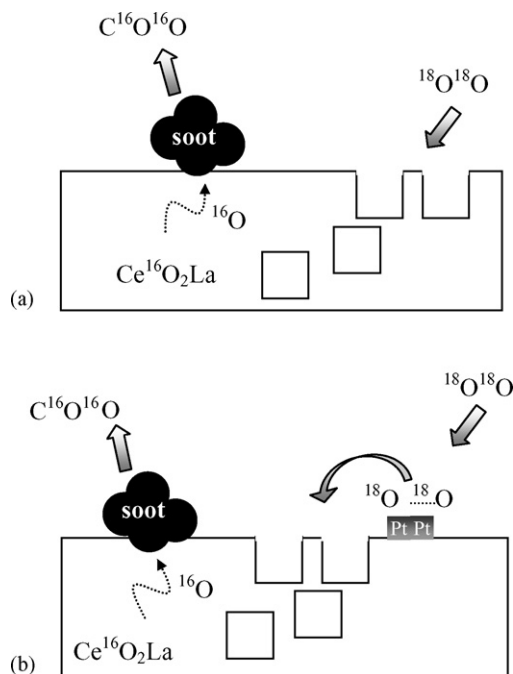 C¹⁶O¹⁶O
¹⁸O¹⁸O
soot
¹⁶O
Ce¹⁶O₂La
(a)
C¹⁶O¹⁶O
¹⁸O¹⁸O
¹⁸O ¹⁸O
soot
Pt Pt
¹⁶O
Ce¹⁶O₂La
(b)